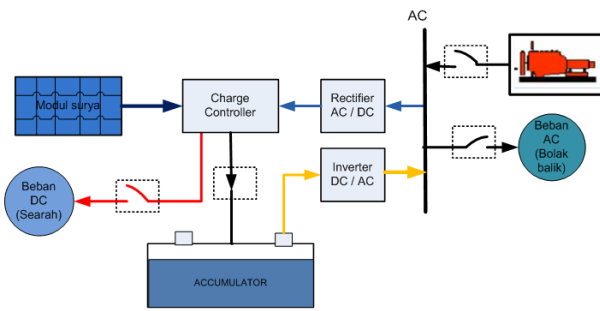 AC
Modul surya
Charge
Controller
Rectifier
AC / DC
Beban
AC
(Bolak
balik)
Inverter
DC / AC
Beban
DC
(Searah)
ACCUMULATOR